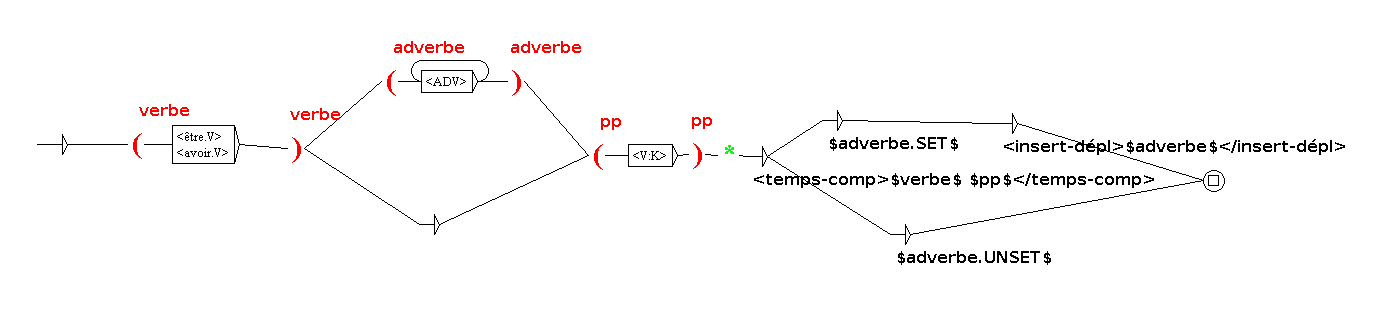 verbe
(
<être.V>
<avoir.V>
verbe
)
adverbe
(
<ADV>
adverbe
)
pp
(
<V:K>
pp
)
*
<temps-comp>$verbe$ $pp$</temps-comp>
$adverbe.SET$
<insert-dépl>$adverbe$</insert-dépl>
$adverbe.UNSET$